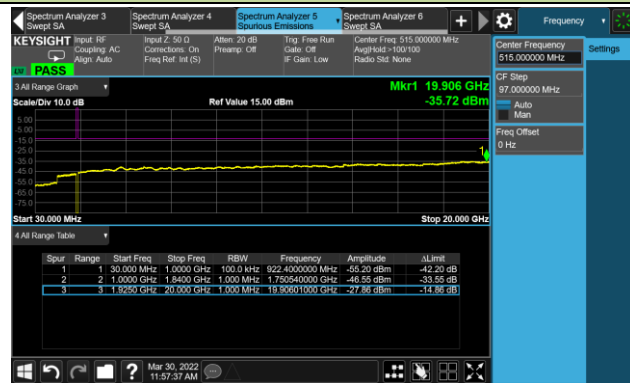 Spectrum Analyzer 3
Swept SA
Spectrum Analyzer 4
Swept SA
Spectrum Analyzer 5
Spurious Emissions
Spectrum Analyzer 6
Swept SA
Frequency
KEYSIGHT
Input: RF
Coupling: AC
Align: Auto
Input Z: 50 Ω
Corrections: On
Freq Ref: Int (S)
Atten: 20 dB
Preamp: Off
Trig: Free Run
Gate: Off
IF Gain: Low
Center Freq: 515.000000 MHz
Avg|Hold:>100/100
Radio Std: None
PASS
Center Frequency
515.000000 MHz
Settings
CF Step
97.000000 MHz
Auto
Man
Freq Offset
0 Hz
3 All Range Graph
Mkr1 19.906 GHz
Scale/Div 10.0 dB
Ref Value 15.00 dBm
-35.72 dBm
5.00
-5.00
-15.0
-25.0
-35.0
-45.0
-55.0
-65.0
-75.0
1
Start 30.000 MHz
Stop 20.000 GHz
4 All Range Table
Spur Range Start Freq Stop Freq RBW Frequency Amplitude ΔLimit
1 1 30.000 MHz 1.0000 GHz 100.0 kHz 922.4000000 MHz -55.20 dBm -42.20 dB
2 2 1.0000 GHz 1.8400 GHz 1.000 MHz 1.750540000 GHz -46.55 dBm -33.55 dB
3 3 1.9250 GHz 20.000 GHz 1.000 MHz 19.90601000 GHz -27.86 dBm -14.86 dB
?
Mar 30, 2022
11:57:37 AM